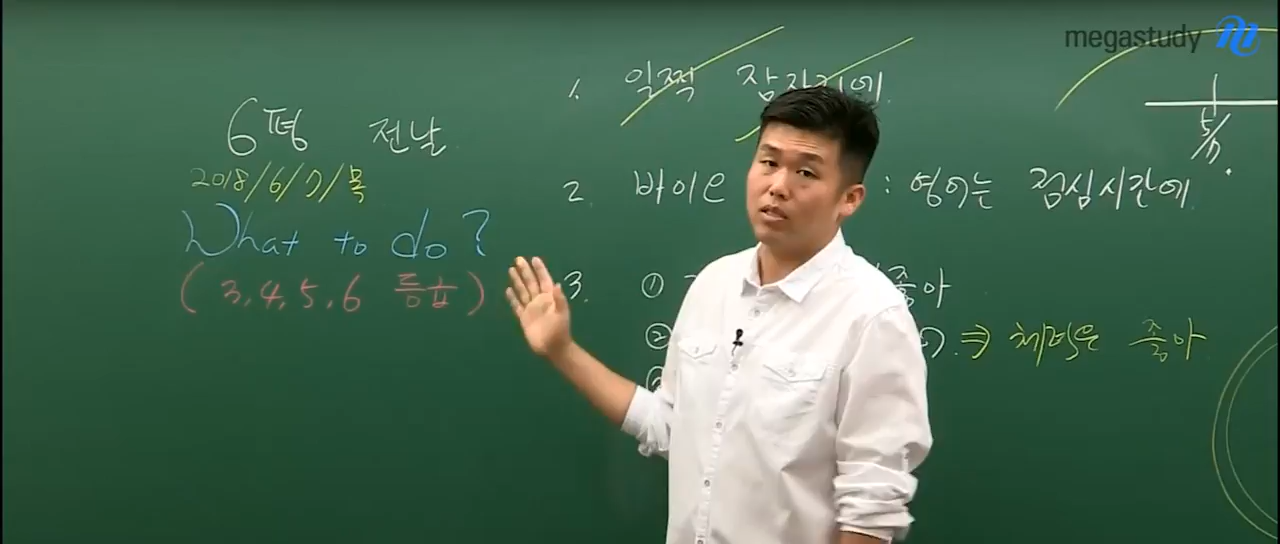 megastudy
6평 전날
2018/6/7/목
What to do?
(3,4,5,6 등급)
1. 일찍 잠자리에
2. 바이오 : 영어는 점심시간에
3. ① 좋아
② ⇒ 체력은 좋아